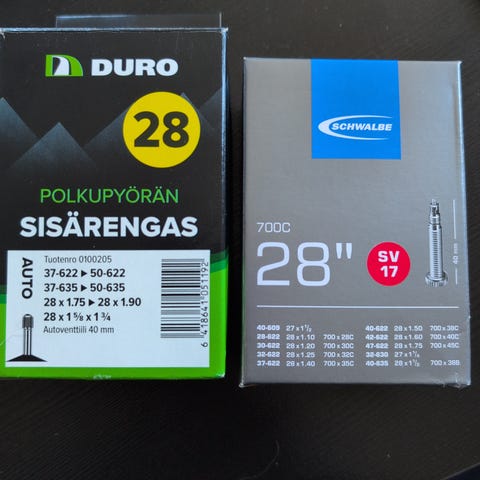 DURO
28
POLKUPYÖRÄN
SISÄRENGAS
AUTO
Tuotenro 0100205
37-622 ▶ 50-622
37-635 ▶ 50-635
28 x 1.75 ▶ 28 x 1.90
28 x 1 5/8 x 1 3/4
Autoventtiili 40 mm
6 418641 051192
SCHWALBE
700C
28"
SV
17
40 mm
40-609 27 x 1 1/2
28-622 28 x 1.10 700 x 28C
30-622 28 x 1.20 700 x 30C
32-622 28 x 1.25 700 x 32C
37-622 28 x 1.40 700 x 35C
40-622 28 x 1.50 700 x 38C
42-622 28 x 1.60 700 x 40C
47-622 28 x 1.75 700 x 45C
32-630 27 x 1 1/4
40-635 28 x 1 1/2 700 x 38B